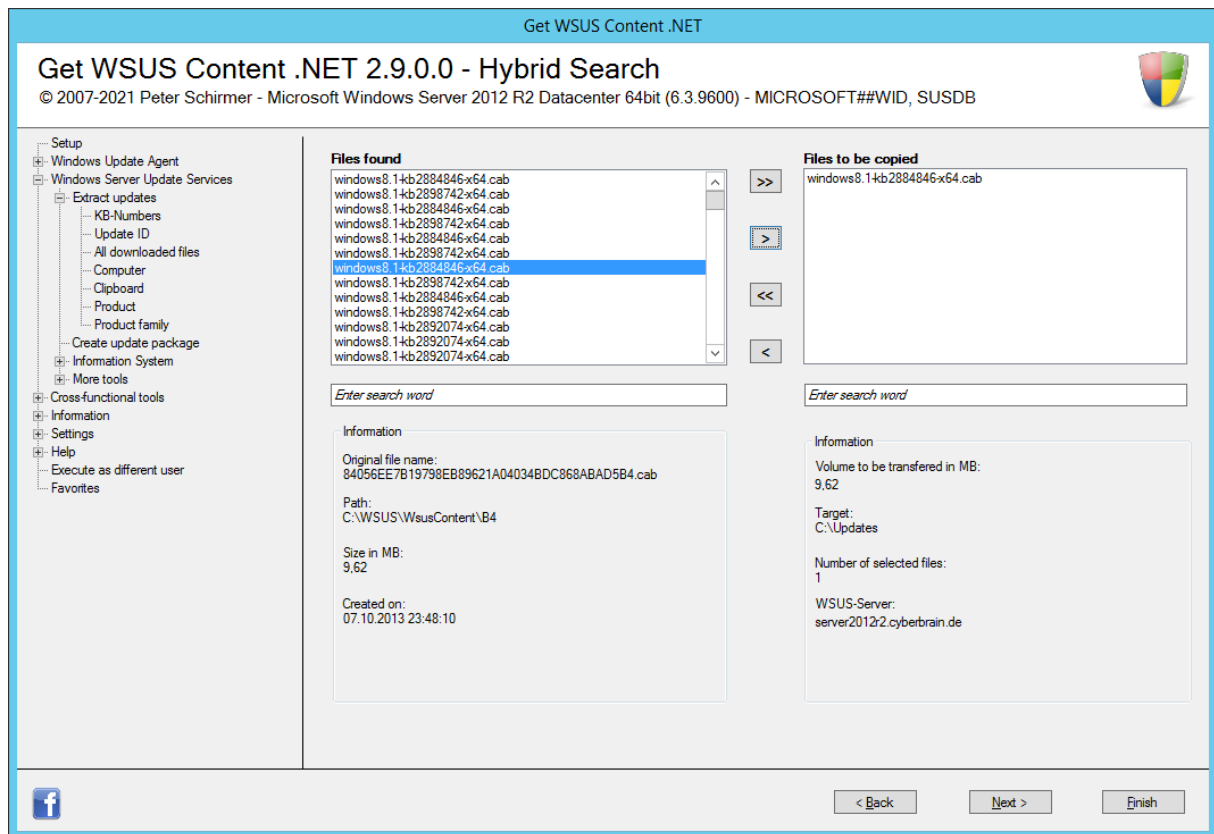 Get WSUS Content .NET
Get WSUS Content .NET 2.9.0.0 - Hybrid Search
© 2007-2021 Peter Schirmer - Microsoft Windows Server 2012 R2 Datacenter 64bit (6.3.9600) - MICROSOFT##WID, SUSDB
Setup
Windows Update Agent
Windows Server Update Services
Extract updates
KB-Numbers
Update ID
All downloaded files
Computer
Clipboard
Product
Product family
Create update package
Information System
More tools
Cross-functional tools
Information
Settings
Help
Execute as different user
Favorites
Files found
windows8.1-kb2884846-x64.cab
windows8.1-kb2898742-x64.cab
windows8.1-kb2884846-x64.cab
windows8.1-kb2898742-x64.cab
windows8.1-kb2884846-x64.cab
windows8.1-kb2898742-x64.cab
windows8.1-kb2884846-x64.cab
windows8.1-kb2898742-x64.cab
windows8.1-kb2884846-x64.cab
windows8.1-kb2898742-x64.cab
windows8.1-kb2892074-x64.cab
windows8.1-kb2892074-x64.cab
windows8.1-kb2892074-x64.cab
Enter search word
Information
Original file name:
84056EE7B19798EB89621A04034BDC868ABAD5B4.cab
Path:
C:\WSUS\WsusContent\B4
Size in MB:
9,62
Created on:
07.10.2013 23:48:10
>>
>
<<
<
Files to be copied
windows8.1-kb2884846-x64.cab
Enter search word
Information
Volume to be transfered in MB:
9,62
Target:
C:\Updates
Number of selected files:
1
WSUS-Server:
server2012r2.cyberbrain.de
f
< Back
Next >
Finish